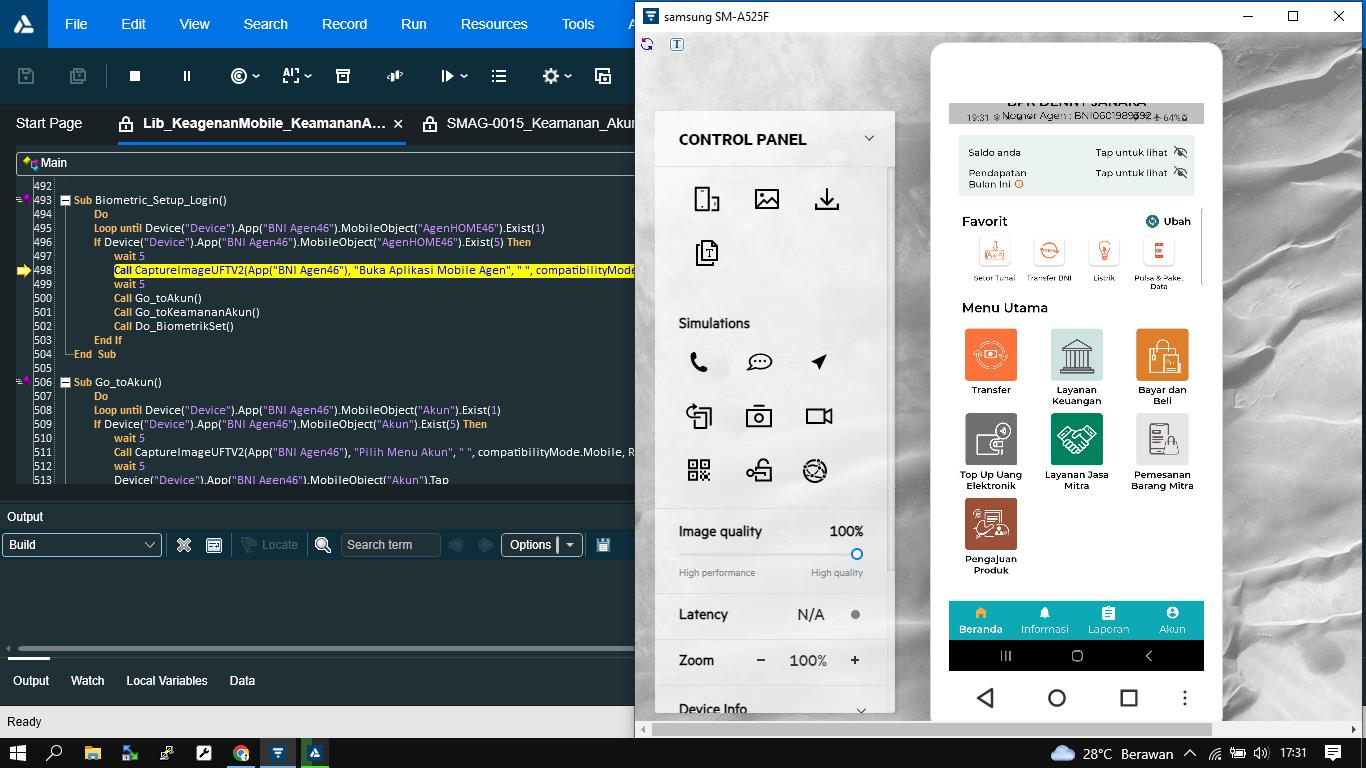 File Edit View Search Record Run Resources Tools
Start Page Lib_KeagenanMobile_KeamananA... SMAG-0015_Keamanan_Akun
Main
492
493 Sub Biometric_Setup_Login()
494 Do
495 Loop until Device("Device").App("BNI Agen46").MobileObject("AgenHOME46").Exist(1)
496 If Device("Device").App("BNI Agen46").MobileObject("AgenHOME46").Exist(5) Then
497 wait 5
498 Call CaptureImageUFTV2(App("BNI Agen46"), "Buka Aplikasi Mobile Agen", " ", compatibilityMode
499 wait 5
500 Call Go_toAkun()
501 Call Go_toKeamananAkun()
502 Call Do_BiometrikSet()
503 End If
504 End Sub
505
506 Sub Go_toAkun()
507 Do
508 Loop until Device("Device").App("BNI Agen46").MobileObject("Akun").Exist(1)
509 If Device("Device").App("BNI Agen46").MobileObject("Akun").Exist(5) Then
510 wait 5
511 Call CaptureImageUFTV2(App("BNI Agen46"), "Pilih Menu Akun", " ", compatibilityMode.Mobile, R
512 wait 5
513 Device("Device").App("BNI Agen46").MobileObject("Akun").Tap
Output
Build
Locate
Search term
Options
Output Watch Local Variables Data
Ready
samsung SM-A525F
CONTROL PANEL
Simulations
Image quality 100%
High performance High quality
Latency N/A
Zoom − 100% +
Device Info
BPR DENNY JANAKA
19:31
Nomor Agen : BNI0601989392
64%
Saldo anda Tap untuk lihat
Pendapatan
Bulan Ini
Tap untuk lihat
Favorit Ubah
Setor Tunai Transfer BNI Listrik Pulsa & Paket
Data
Menu Utama
Transfer Layanan
Keuangan
Bayar dan
Beli
Top Up Uang
Elektronik
Layanan Jasa
Mitra
Pemesanan
Barang Mitra
Pengajuan
Produk
Beranda Informasi Laporan Akun
28°C Berawan 17:31